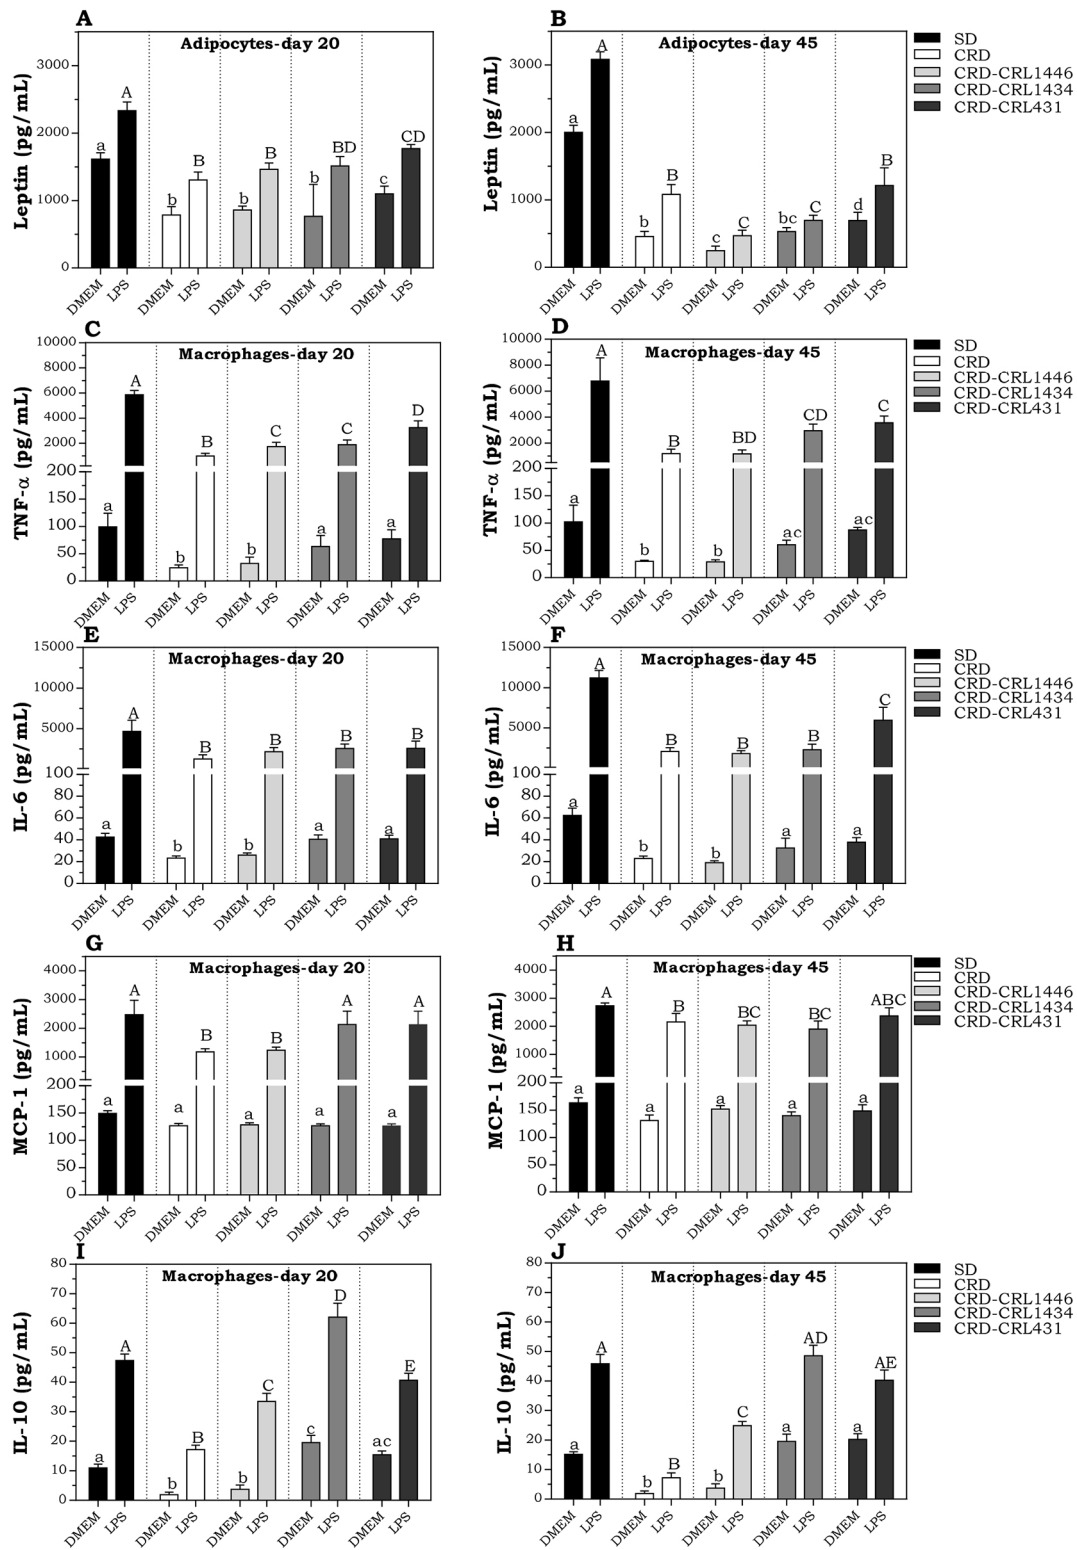 A
Adipocytes-day 20
Leptin (pg/mL)
3000
2000
1000
0
a
A
b
B
b
B
b
BD
c
CD
DMEM
LPS
DMEM
LPS
DMEM
LPS
DMEM
LPS
DMEM
LPS
B
Adipocytes-day 45
Leptin (pg/mL)
3000
2000
1000
0
a
A
b
B
c
C
bc
C
d
B
DMEM
LPS
DMEM
LPS
DMEM
LPS
DMEM
LPS
DMEM
LPS
SD
CRD
CRD-CRL1446
CRD-CRL1434
CRD-CRL431
C
Macrophages-day 20
TNF-α (pg/mL)
10000
8000
6000
4000
2000
200
150
100
50
0
a
A
b
B
b
C
a
C
a
D
DMEM
LPS
DMEM
LPS
DMEM
LPS
DMEM
LPS
DMEM
LPS
D
Macrophages-day 45
TNF-α (pg/mL)
10000
8000
6000
4000
2000
200
150
100
50
0
a
A
b
B
b
BD
ac
CD
ac
C
DMEM
LPS
DMEM
LPS
DMEM
LPS
DMEM
LPS
DMEM
LPS
SD
CRD
CRD-CRL1446
CRD-CRL1434
CRD-CRL431
E
Macrophages-day 20
IL-6 (pg/mL)
15000
10000
5000
100
80
60
40
20
0
a
A
b
B
b
B
a
B
a
B
DMEM
LPS
DMEM
LPS
DMEM
LPS
DMEM
LPS
DMEM
LPS
F
Macrophages-day 45
IL-6 (pg/mL)
15000
10000
5000
100
80
60
40
20
0
a
A
b
B
b
B
a
B
a
C
DMEM
LPS
DMEM
LPS
DMEM
LPS
DMEM
LPS
DMEM
LPS
SD
CRD
CRD-CRL1446
CRD-CRL1434
CRD-CRL431
G
Macrophages-day 20
MCP-1 (pg/mL)
4000
3000
2000
1000
200
150
100
50
0
a
A
a
B
a
B
a
A
a
A
DMEM
LPS
DMEM
LPS
DMEM
LPS
DMEM
LPS
DMEM
LPS
H
Macrophages-day 45
MCP-1 (pg/mL)
4000
3000
2000
1000
200
150
100
50
0
a
A
a
B
a
BC
a
BC
a
ABC
DMEM
LPS
DMEM
LPS
DMEM
LPS
DMEM
LPS
DMEM
LPS
SD
CRD
CRD-CRL1446
CRD-CRL1434
CRD-CRL431
I
Macrophages-day 20
IL-10 (pg/mL)
80
70
60
50
40
30
20
10
0
a
A
b
B
b
C
c
D
ac
E
DMEM
LPS
DMEM
LPS
DMEM
LPS
DMEM
LPS
DMEM
LPS
J
Macrophages-day 45
IL-10 (pg/mL)
80
70
60
50
40
30
20
10
0
a
A
b
B
b
C
a
AD
a
AE
DMEM
LPS
DMEM
LPS
DMEM
LPS
DMEM
LPS
DMEM
LPS
SD
CRD
CRD-CRL1446
CRD-CRL1434
CRD-CRL431